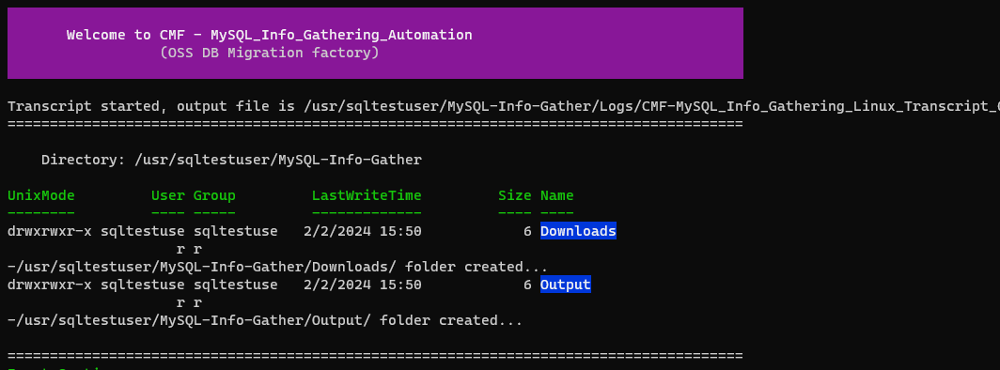 Welcome to CMF - MySQL_Info_Gathering_Automation
(OSS DB Migration factory)
Transcript started, output file is /usr/sqltestuser/MySQL-Info-Gather/Logs/CMF-MySQL_Info_Gathering_Linux_Transcript_
=======================================================================================
Directory: /usr/sqltestuser/MySQL-Info-Gather
UnixMode         User Group         LastWriteTime         Size Name
--------         ---- -----         -------------         ---- ----
drwxrwxr-x sqltestuse sqltestuse   2/2/2024 15:50            6 Downloads
                    r r
-/usr/sqltestuser/MySQL-Info-Gather/Downloads/ folder created...
drwxrwxr-x sqltestuse sqltestuse   2/2/2024 15:50            6 Output
                    r r
-/usr/sqltestuser/MySQL-Info-Gather/Output/ folder created...
=======================================================================================